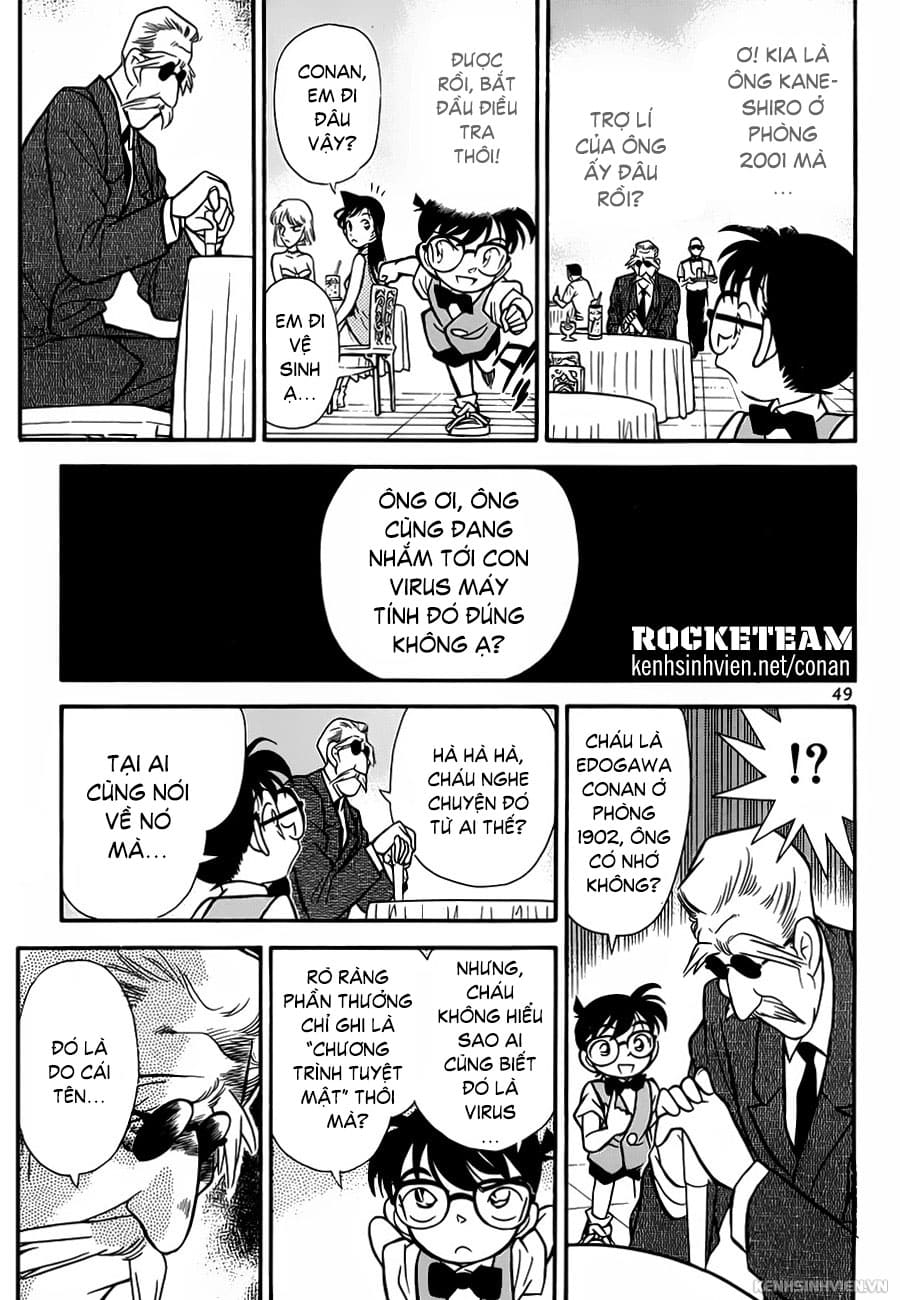 Ơ! KIA LÀ
ÔNG KANE-
SHIRO Ở
PHÒNG
2001 MÀ
...
TRỢ LÍ
CỦA ÔNG
ẤY ĐÂU
RỒI?
ĐƯỢC
RỒI, BẮT
ĐẦU ĐIỀU
TRA
THÔI!
CONAN,
EM ĐI
ĐÂU
VẬY?
EM ĐI
VỆ
SINH
Ạ...
ÔNG ƠI, ÔNG
CŨNG ĐANG
NHẮM TỚI CON
VIRUS MÁY
TÍNH ĐÓ ĐÚNG
KHÔNG Ạ?
ROCKETEAM
kenhsinhvien.net/conan
49
!?
CHÁU LÀ
EDOGAWA
CONAN Ở
PHÒNG
1902, ÔNG
CÓ NHỚ
KHÔNG?
HÀ HÀ HÀ,
CHÁU NGHE
CHUYỆN ĐÓ
TỪ AI THẾ?
TẠI AI
CŨNG NÓI
VỀ NÓ
MÀ...
NHƯNG,
CHÁU
KHÔNG HIỂU
SAO AI
CŨNG BIẾT
ĐÓ LÀ
VIRUS
...
RÕ RÀNG
PHẦN THƯỞNG
CHỈ GHI LÀ
“CHƯƠNG
TRÌNH TUYỆT
MẬT” THÔI
MÀ?
ĐÓ LÀ
DO CÁI
TÊN...
KENHSINHVIEN.VN